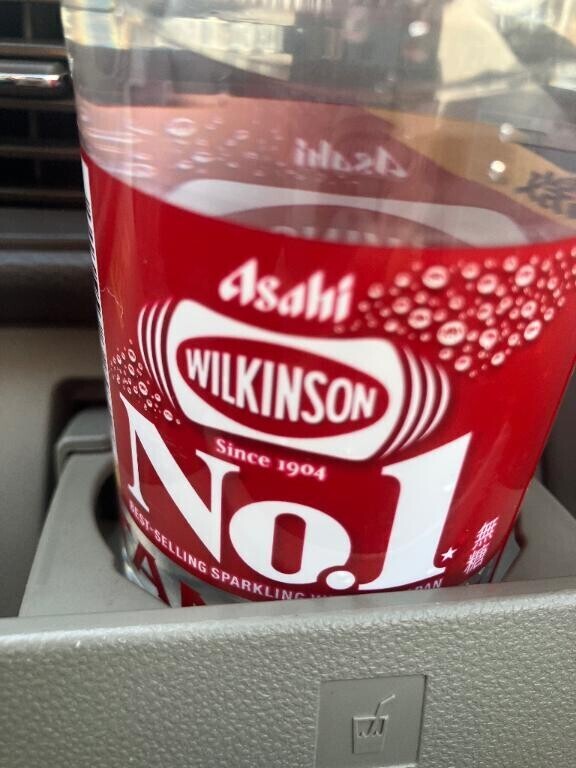 Asahi
WILKINSON
Since 1904
No.1
BEST-SELLING SPARKLING
無糖